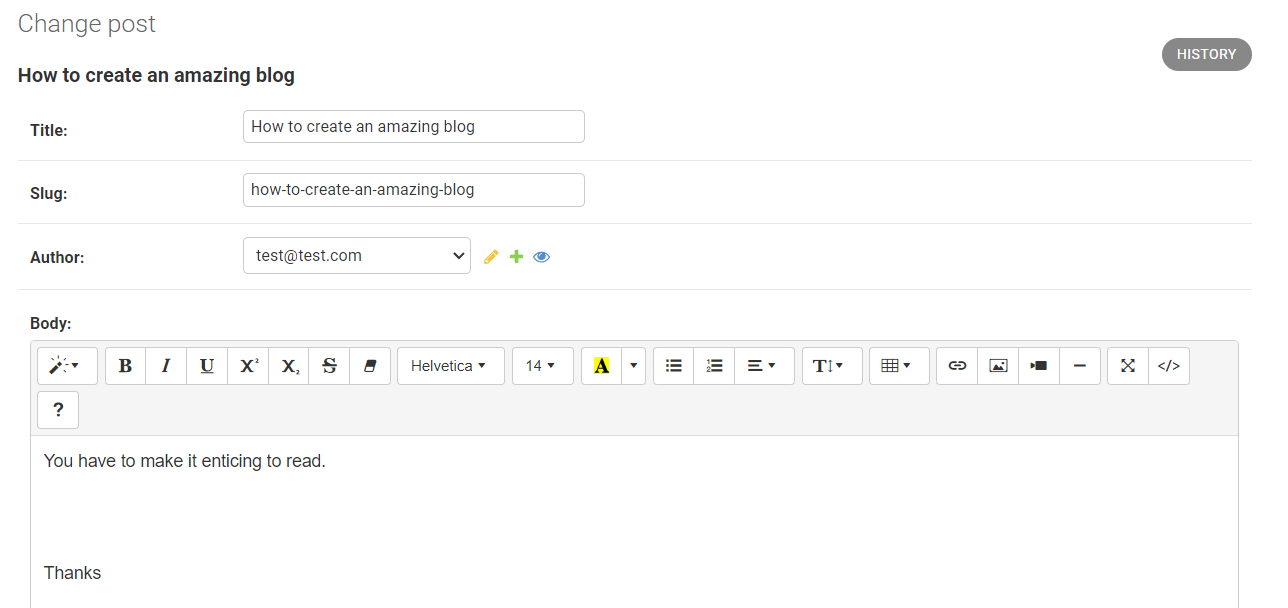 Change post
HISTORY
How to create an amazing blog
Title: How to create an amazing blog
Slug: how-to-create-an-amazing-blog
Author: test@test.com
Body:
B I U X² X₂ S Helvetica 14 A T </>
?
You have to make it enticing to read.
Thanks